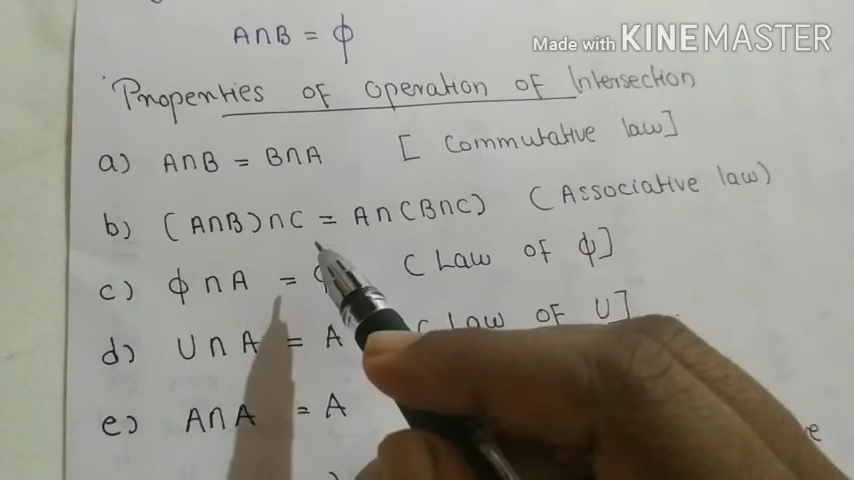 Made with KINEMASTER
A∩B = ϕ
Properties of operation of Intersection
a) A∩B = B∩A [ Commutative law]
b) (A∩B)∩C = A∩(B∩C) ( Associative law)
c) ϕ∩A = ( Law of ϕ]
d) U∩A = A ( Law OF U]
e) A∩A = A